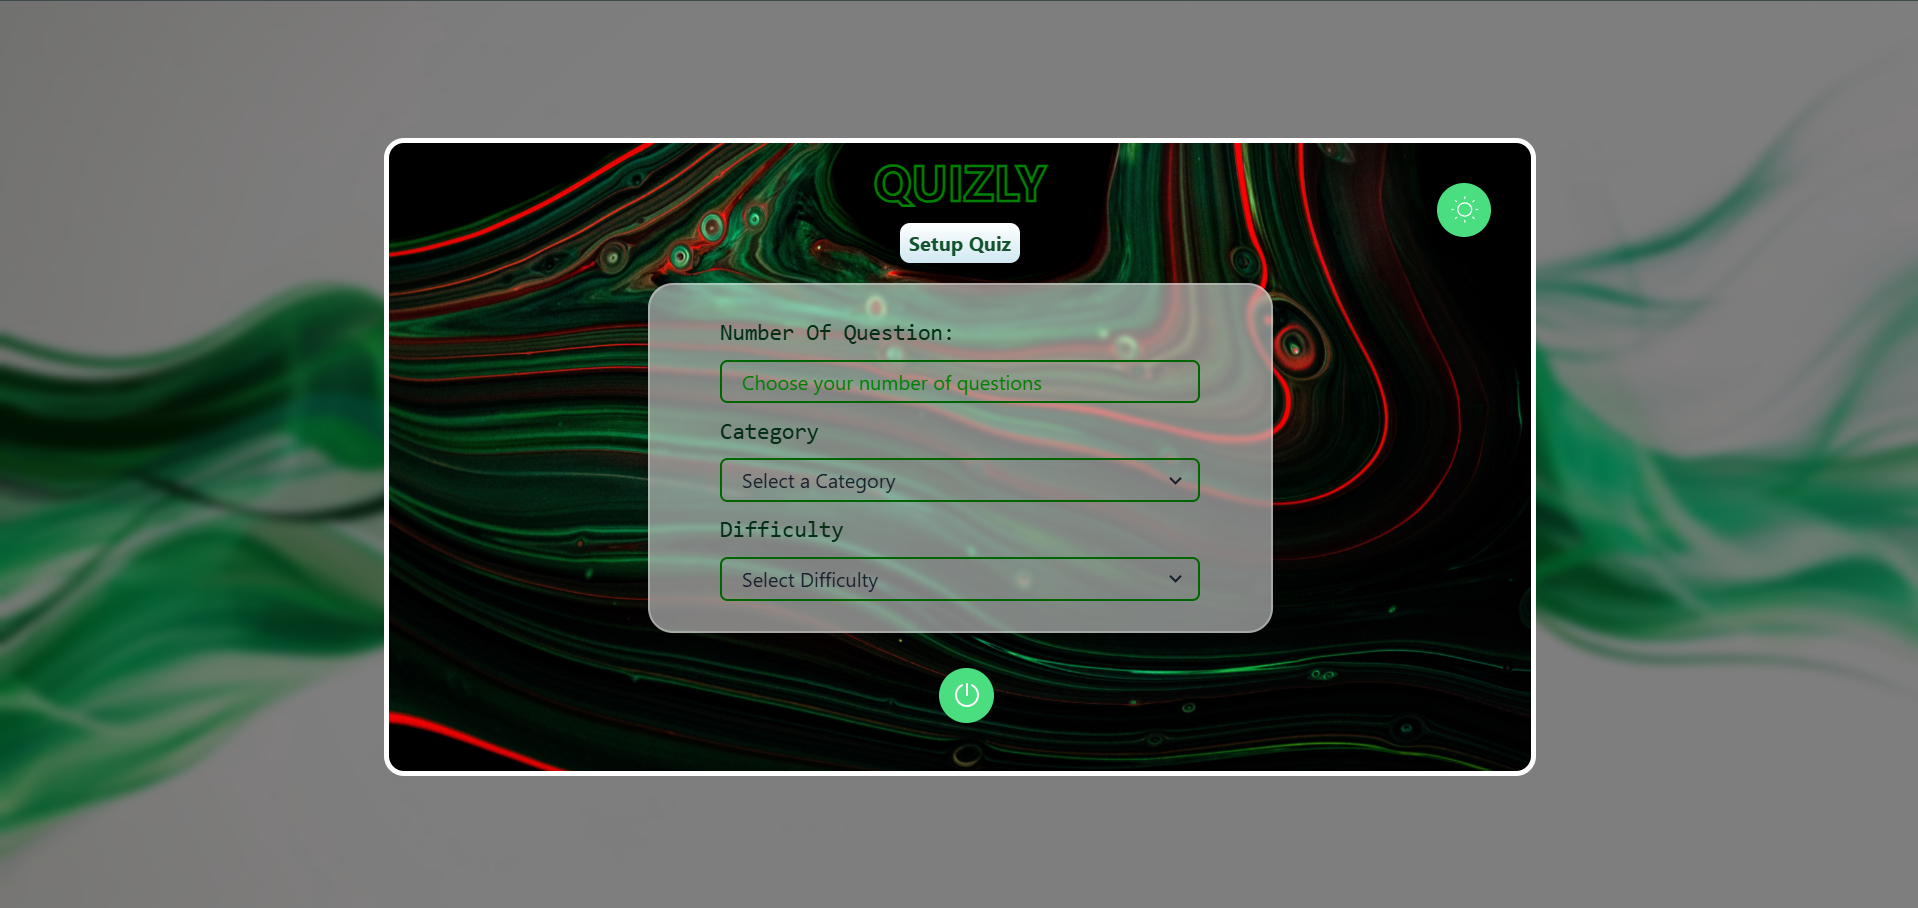 QUIZLY
Setup Quiz
Number Of Question:
Choose your number of questions
Category
Select a Category
Difficulty
Select Difficulty